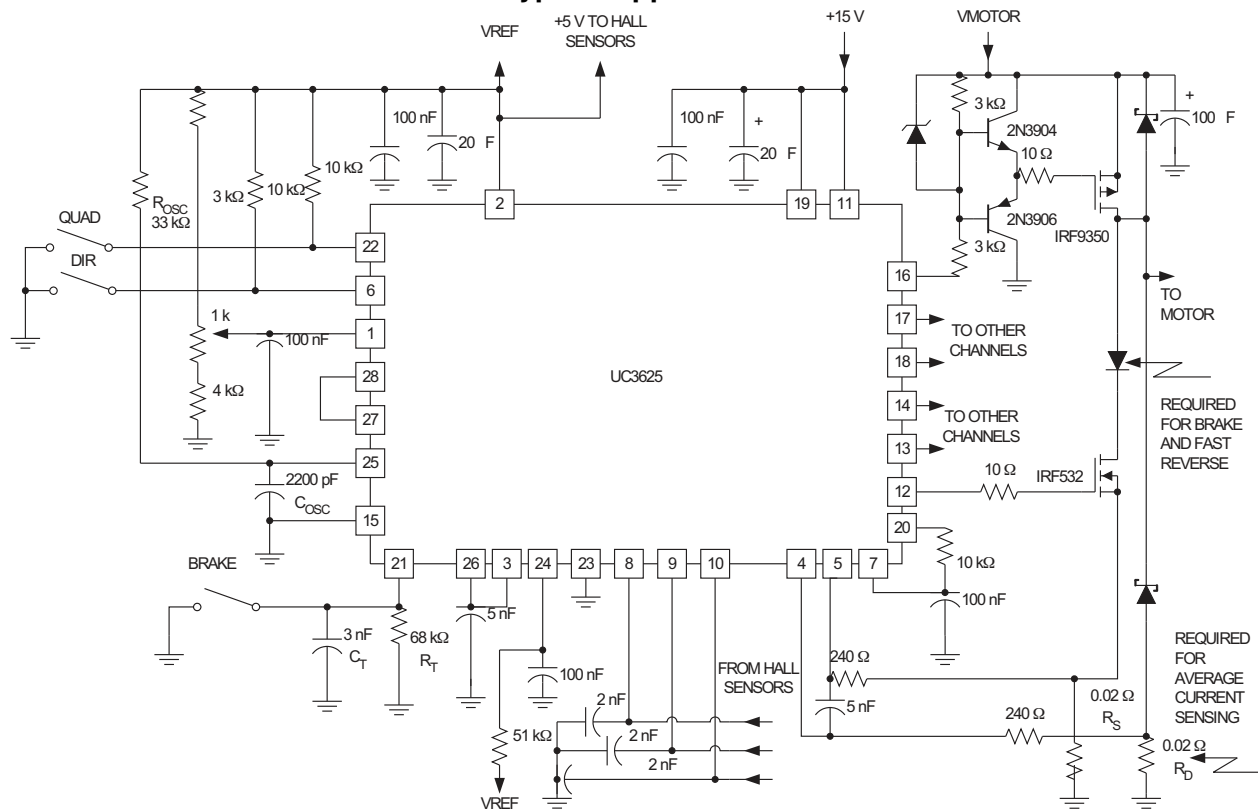 +5 V TO HALL
SENSORS
VREF
+15 V
VMOTOR
100 nF
20 F
100 nF
+
20 F
3 kΩ
2N3904
10 Ω
+
100 F
ROSC
33 kΩ
3 kΩ
10 kΩ
10 kΩ
2
19
11
2N3906
3 kΩ
IRF9350
QUAD
22
DIR
6
16
TO
MOTOR
1 k
1
100 nF
17
TO OTHER
CHANNELS
18
28
UC3625
4 kΩ
27
14
TO OTHER
CHANNELS
13
REQUIRED
FOR BRAKE
AND FAST
REVERSE
25
2200 pF
COSC
12
10 Ω
IRF532
15
20
BRAKE
21
26
3
24
23
8
9
10
4
5
7
10 kΩ
100 nF
3 nF
CT
68 kΩ
RT
5 nF
100 nF
FROM HALL
SENSORS
240 Ω
5 nF
REQUIRED
FOR
AVERAGE
CURRENT
SENSING
2 nF
2 nF
2 nF
51 kΩ
VREF
240 Ω
0.02 Ω
RS
0.02 Ω
RD